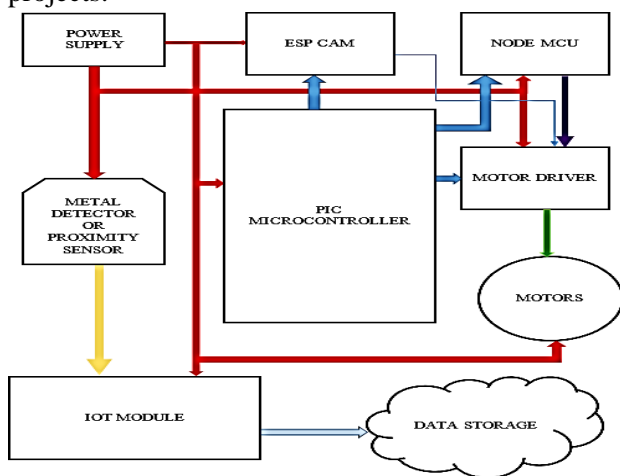 projects.
POWER
SUPPLY
ESP CAM
NODE MCU
METAL
DETECTOR
OR
PROXIMITY
SENSOR
PIC
MICROCONTROLLER
MOTOR DRIVER
MOTORS
IOT MODULE
DATA STORAGE